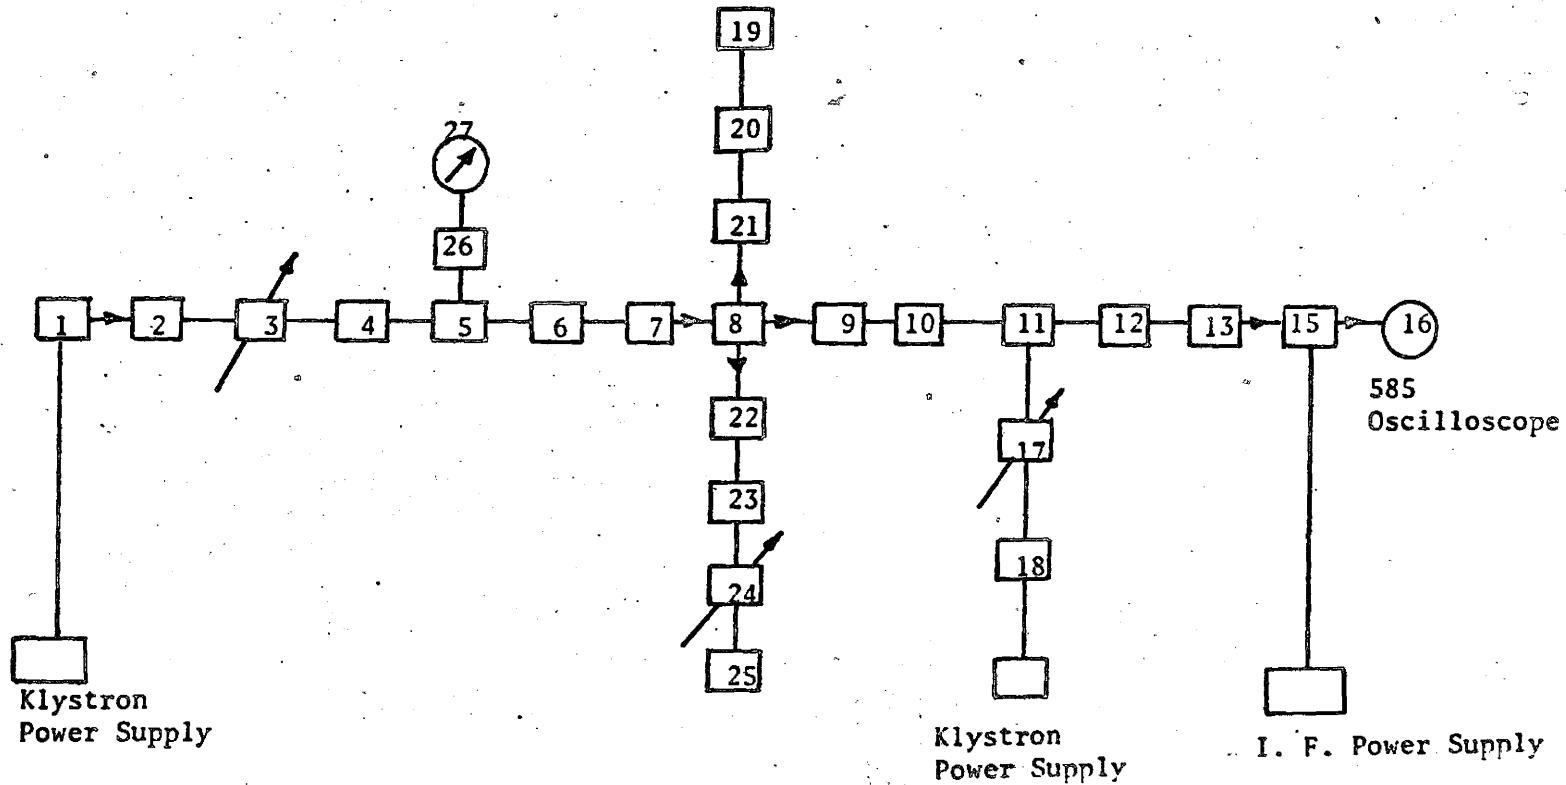 19
20
27
21
26
1 2 3 4 5 6 7 8 9 10 11 12 13 15 16
585
Oscilloscope
22
17
23
18
24
25
Klystron
Power Supply
Klystron
Power Supply
I. F. Power Supply